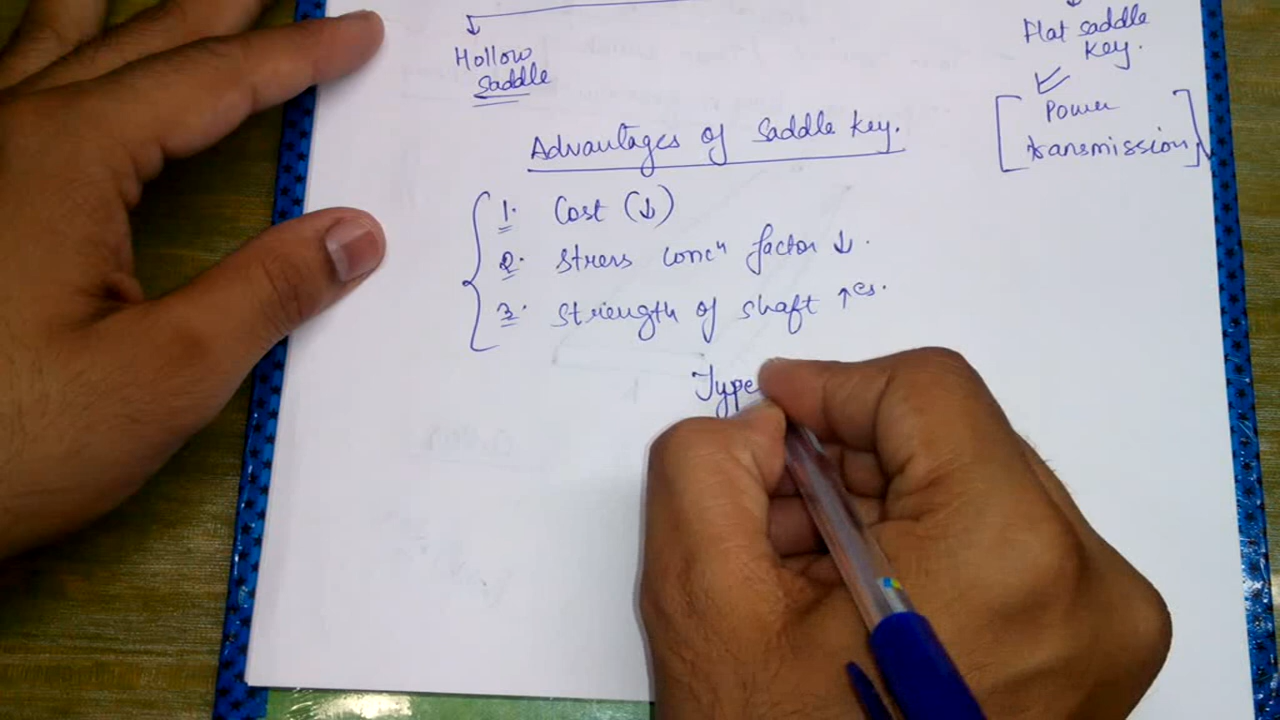 Hollow
Saddle
Flat saddle
key.
Power
transmission
Advantages of Saddle key.
1. Cost (↓)
2. Stress concn factor ↓.
3. Strength of shaft ↑es.
Type